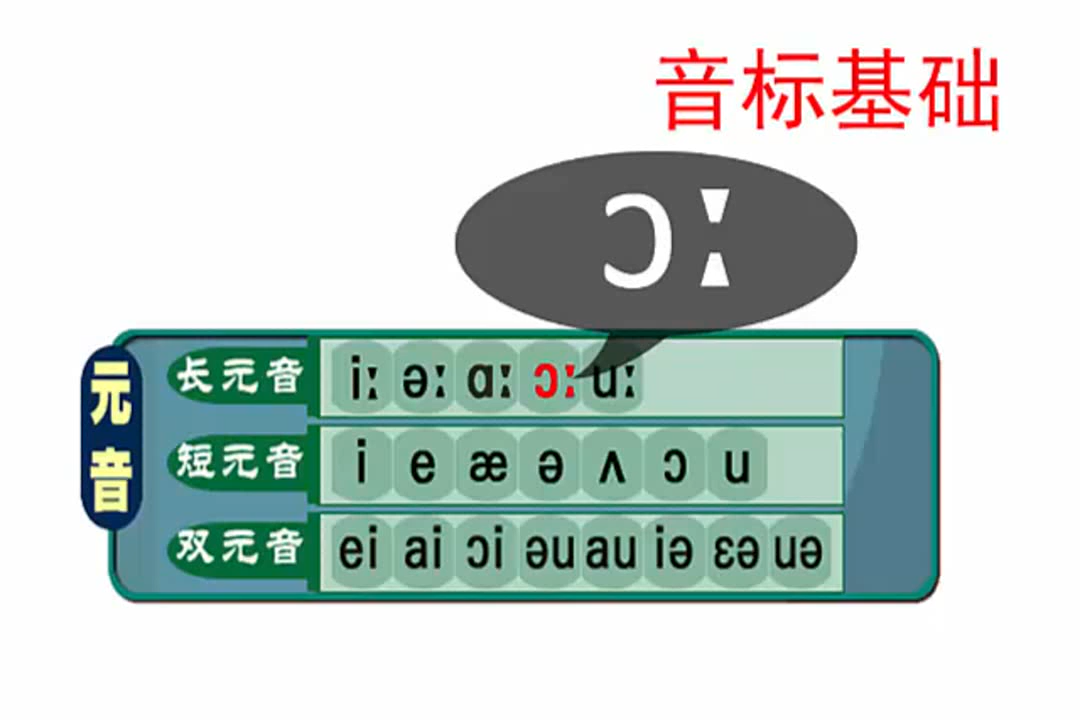 音标基础
ɔː
元音
长元音 iː əː ɑː ɔː uː
短元音 i e æ ə ʌ ɔ u
双元音 ei ai ɔi əu au iə ɛə uə